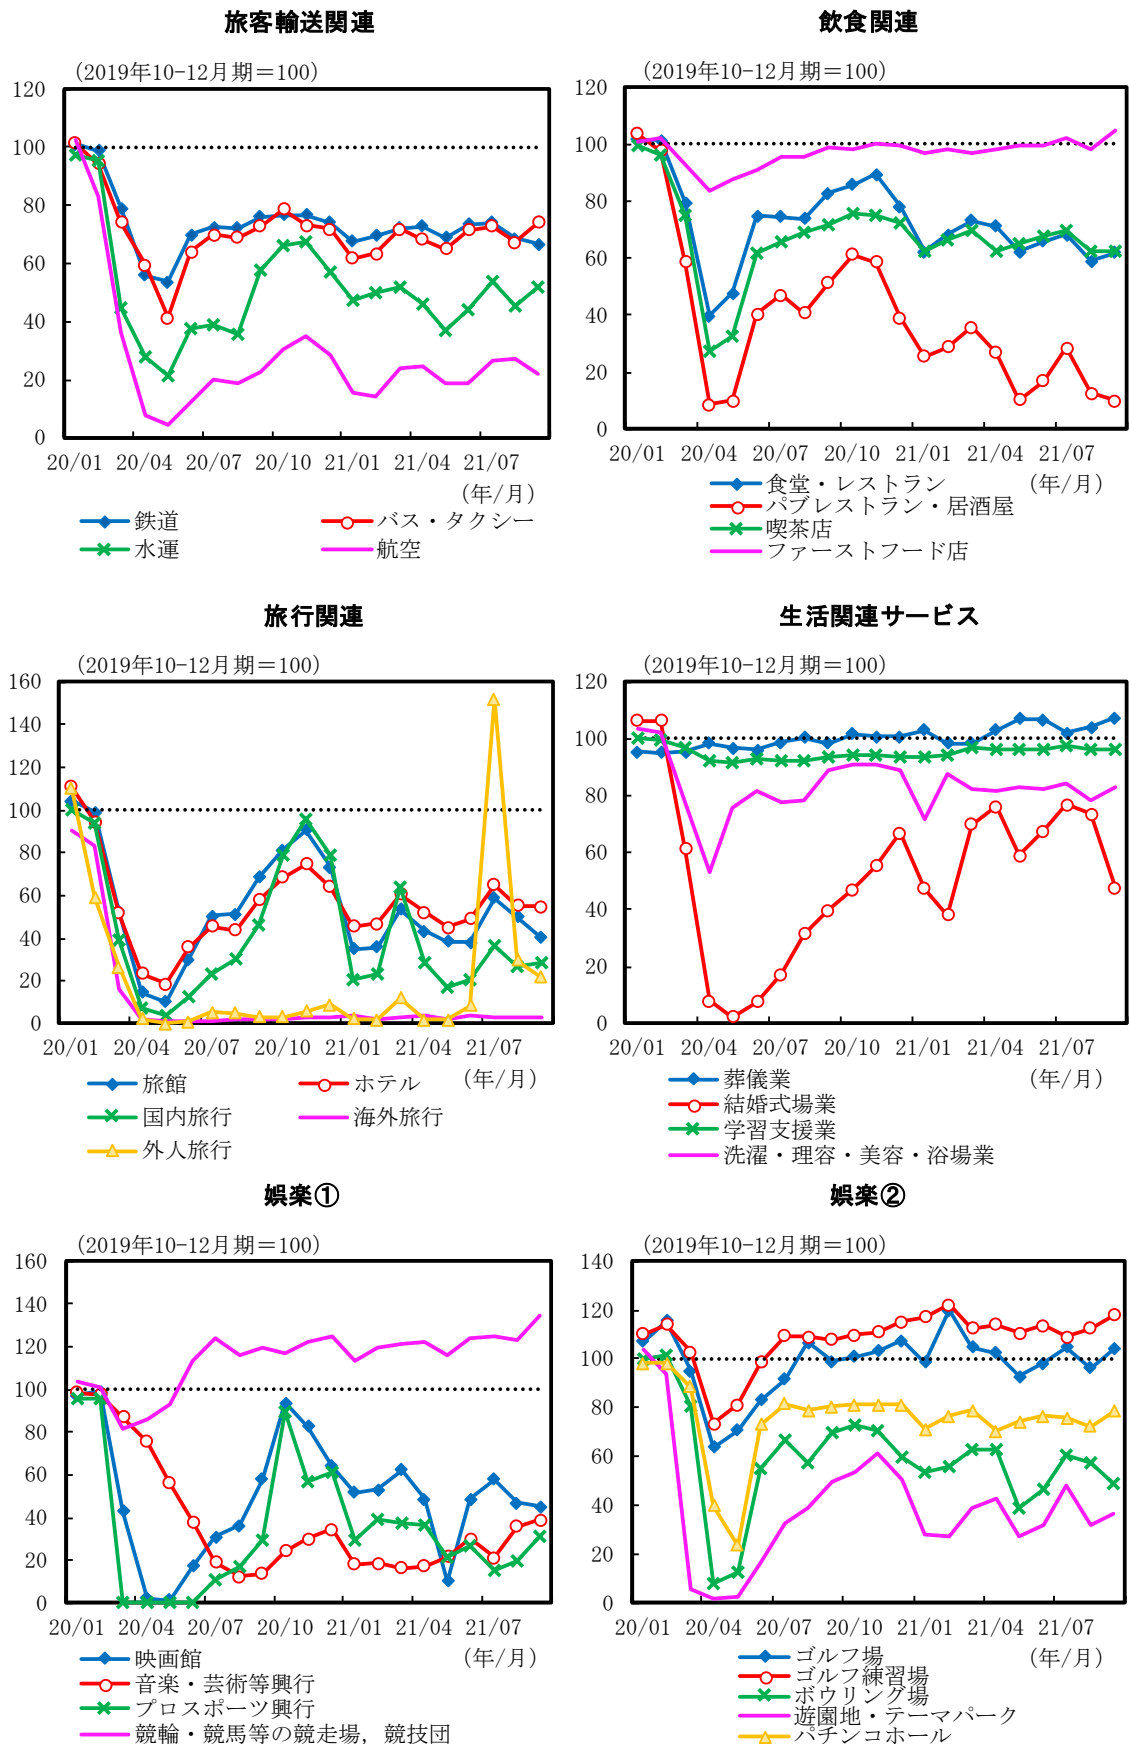 旅客輸送関連
(2019年10-12月期＝100)
120
100
80
60
40
20
0
20/01 20/04 20/07 20/10 21/01 21/04 21/07
(年/月)
鉄道 バス・タクシー
水運 航空
飲食関連
(2019年10-12月期＝100)
120
100
80
60
40
20
0
20/01 20/04 20/07 20/10 21/01 21/04 21/07
(年/月)
食堂・レストラン
パブレストラン・居酒屋
喫茶店
ファーストフード店
旅行関連
(2019年10-12月期＝100)
160
140
120
100
80
60
40
20
0
20/01 20/04 20/07 20/10 21/01 21/04 21/07
(年/月)
旅館 ホテル
国内旅行 海外旅行
外人旅行
生活関連サービス
(2019年10-12月期＝100)
120
100
80
60
40
20
0
20/01 20/04 20/07 20/10 21/01 21/04 21/07
(年/月)
葬儀業
結婚式場業
学習支援業
洗濯・理容・美容・浴場業
娯楽①
(2019年10-12月期＝100)
160
140
120
100
80
60
40
20
0
20/01 20/04 20/07 20/10 21/01 21/04 21/07
(年/月)
映画館
音楽・芸術等興行
プロスポーツ興行
競輪・競馬等の競走場，競技団
娯楽②
(2019年10-12月期＝100)
140
120
100
80
60
40
20
0
20/01 20/04 20/07 20/10 21/01 21/04 21/07
(年/月)
ゴルフ場
ゴルフ練習場
ボウリング場
遊園地・テーマパーク
パチンコホール